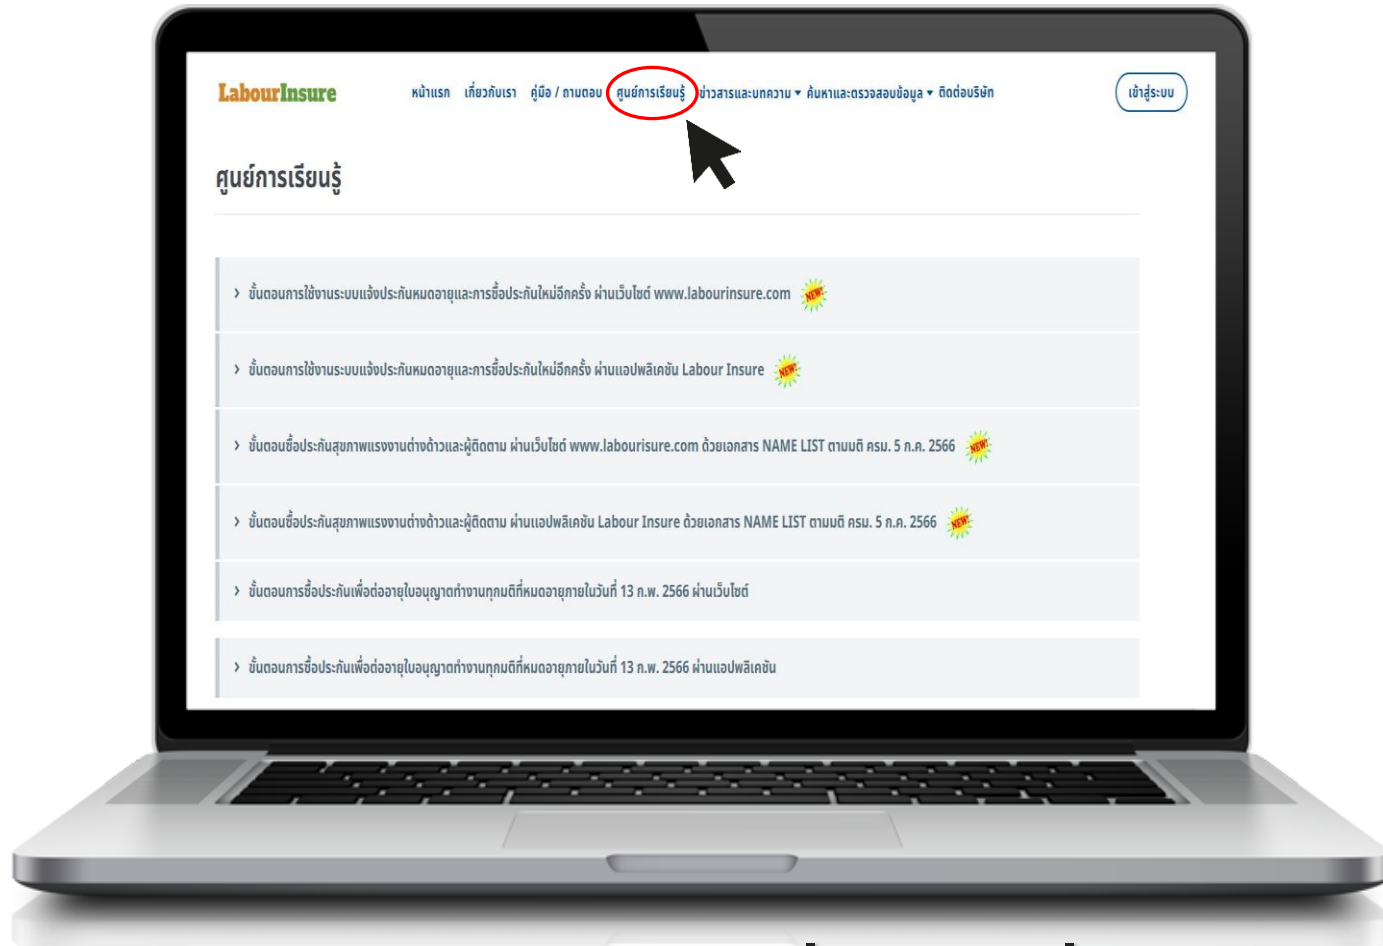 LabourInsure
หน้าแรก เกี่ยวกับเรา คู่มือ / ถามตอบ ศูนย์การเรียนรู้ ข่าวสารและบทความ ค้นหาและตรวจสอบข้อมูล ติดต่อบริษัท
เข้าสู่ระบบ
ศูนย์การเรียนรู้
> ขั้นตอนการใช้งานระบบแจ้งประกันหมดอายุและการซื้อประกันใหม่อีกครั้ง ผ่านเว็บไซต์ www.labourinsure.com NEW!
> ขั้นตอนการใช้งานระบบแจ้งประกันหมดอายุและการซื้อประกันใหม่อีกครั้ง ผ่านแอปพลิเคชัน Labour Insure NEW!
> ขั้นตอนซื้อประกันสุขภาพแรงงานต่างด้าวและผู้ติดตาม ผ่านเว็บไซต์ www.labourisure.com ด้วยเอกสาร NAME LIST ตามมติ ครม. 5 ก.ค. 2566 NEW!
> ขั้นตอนซื้อประกันสุขภาพแรงงานต่างด้าวและผู้ติดตาม ผ่านแอปพลิเคชัน Labour Insure ด้วยเอกสาร NAME LIST ตามมติ ครม. 5 ก.ค. 2566 NEW!
> ขั้นตอนการซื้อประกันเพื่อต่ออายุใบอนุญาตทำงานทุกมติที่หมดอายุภายในวันที่ 13 ก.พ. 2566 ผ่านเว็บไซต์
> ขั้นตอนการซื้อประกันเพื่อต่ออายุใบอนุญาตทำงานทุกมติที่หมดอายุภายในวันที่ 13 ก.พ. 2566 ผ่านแอปพลิเคชัน